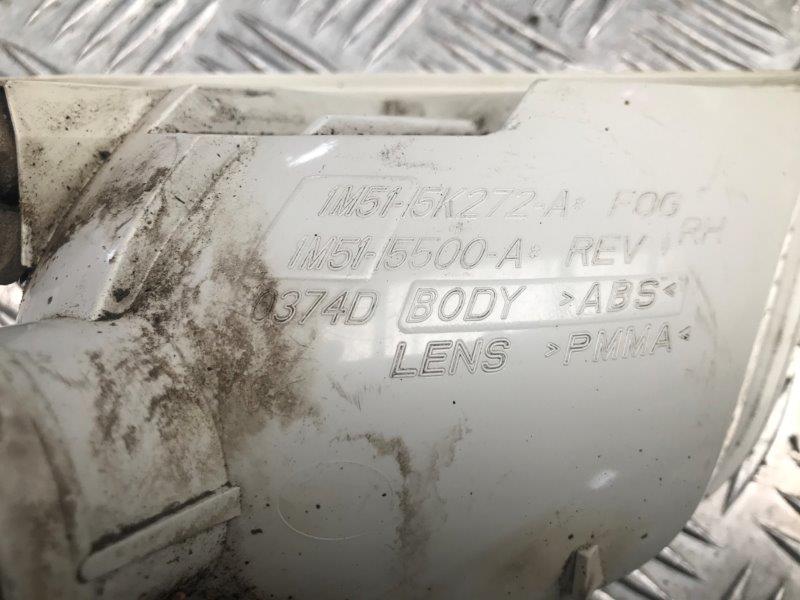 1M51-15K272-A* FOG
1M51-15500-A* REV RH
0374D BODY >ABS<
LENS >PMMA<